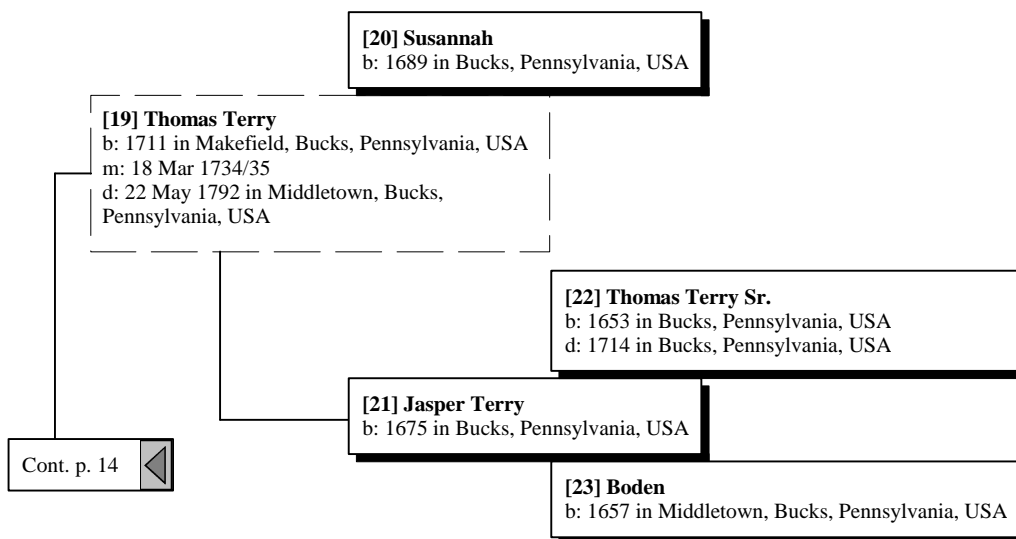 [20] Susannah
b: 1689 in Bucks, Pennsylvania, USA
[19] Thomas Terry
b: 1711 in Makefield, Bucks, Pennsylvania, USA
m: 18 Mar 1734/35
d: 22 May 1792 in Middletown, Bucks,
Pennsylvania, USA
[22] Thomas Terry Sr.
b: 1653 in Bucks, Pennsylvania, USA
d: 1714 in Bucks, Pennsylvania, USA
[21] Jasper Terry
b: 1675 in Bucks, Pennsylvania, USA
Cont. p. 14
[23] Boden
b: 1657 in Middletown, Bucks, Pennsylvania, USA